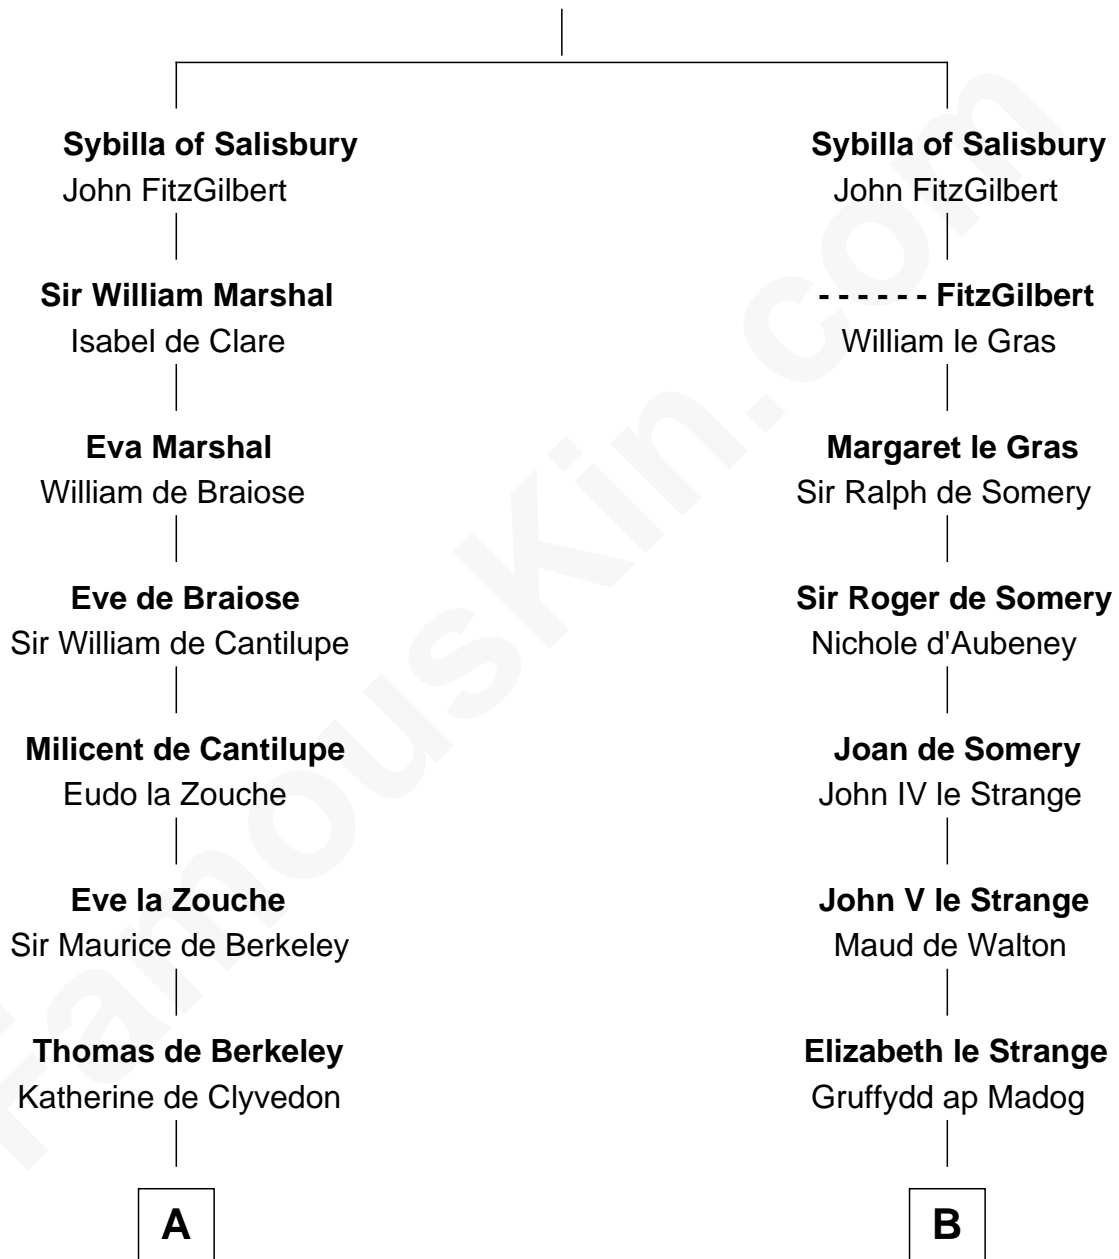 Sybilla of Salisbury
John FitzGilbert
Sir William Marshal
Isabel de Clare
Eva Marshal
William de Braiose
Eve de Braiose
Sir William de Cantilupe
Milicent de Cantilupe
Eudo la Zouche
Eve la Zouche
Sir Maurice de Berkeley
Thomas de Berkeley
Katherine de Clyvedon
A
Sybilla of Salisbury
John FitzGilbert
- - - - - - FitzGilbert
William le Gras
Margaret le Gras
Sir Ralph de Somery
Sir Roger de Somery
Nichole d'Aubeney
Joan de Somery
John IV le Strange
John V le Strange
Maud de Walton
Elizabeth le Strange
Gruffydd ap Madog
B
FamousKin.com